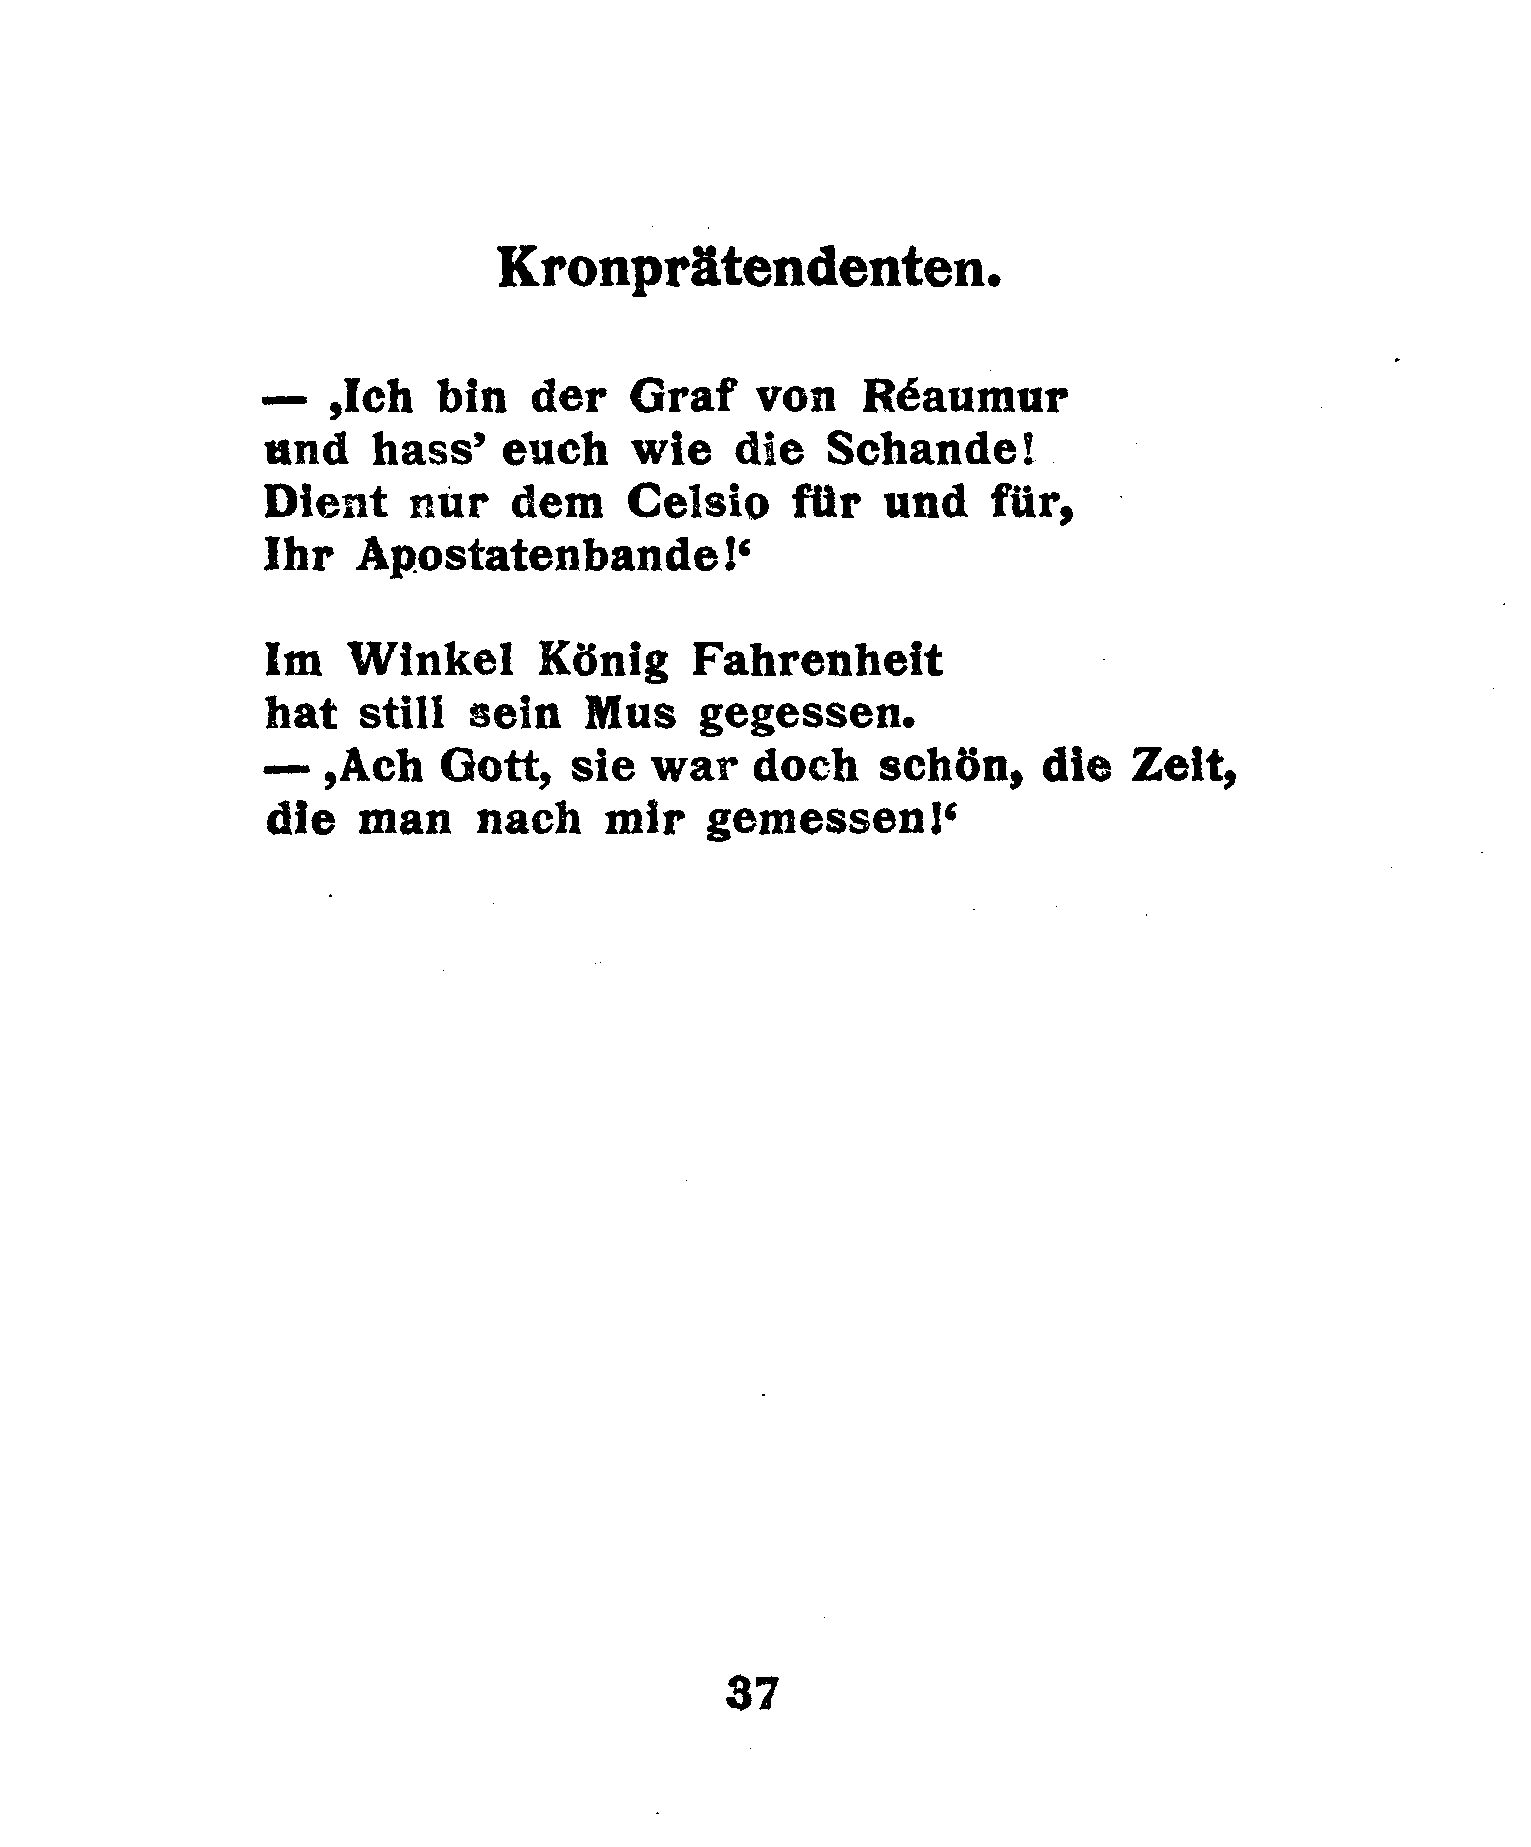 Kronprätendenten.
— ‚Ich bin der Graf von Réaumur
und hass’ euch wie die Schande!
Dient nur dem Celsio für und für,
Ihr Apostatenbande!‘
Im Winkel König Fahrenheit
hat still sein Mus gegessen.
— ‚Ach Gott, sie war doch schön, die Zeit,
die man nach mir gemessen!‘
37